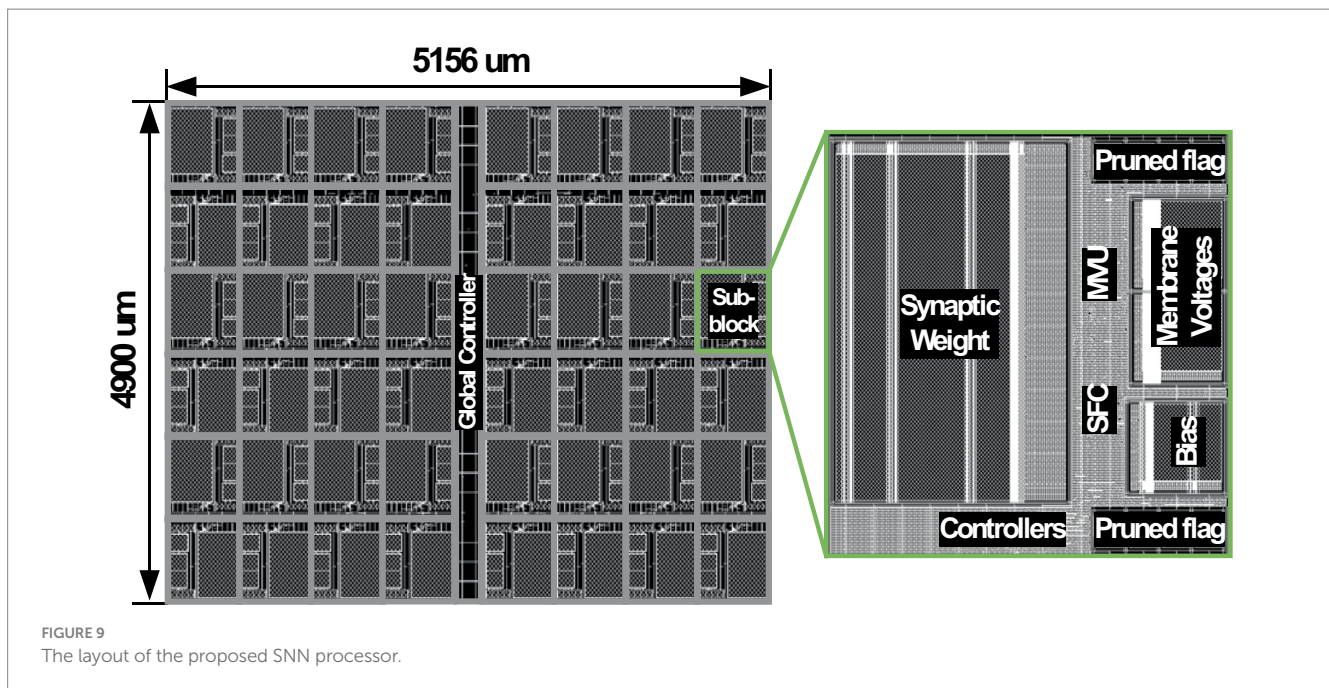 5156 um
4900 um
Global Controller
Sub-
block
Synaptic
Weight
MVU
SFC
Pruned flag
Membrane
Voltages
Bias
Controllers
Pruned flag
FIGURE 9
The layout of the proposed SNN processor.